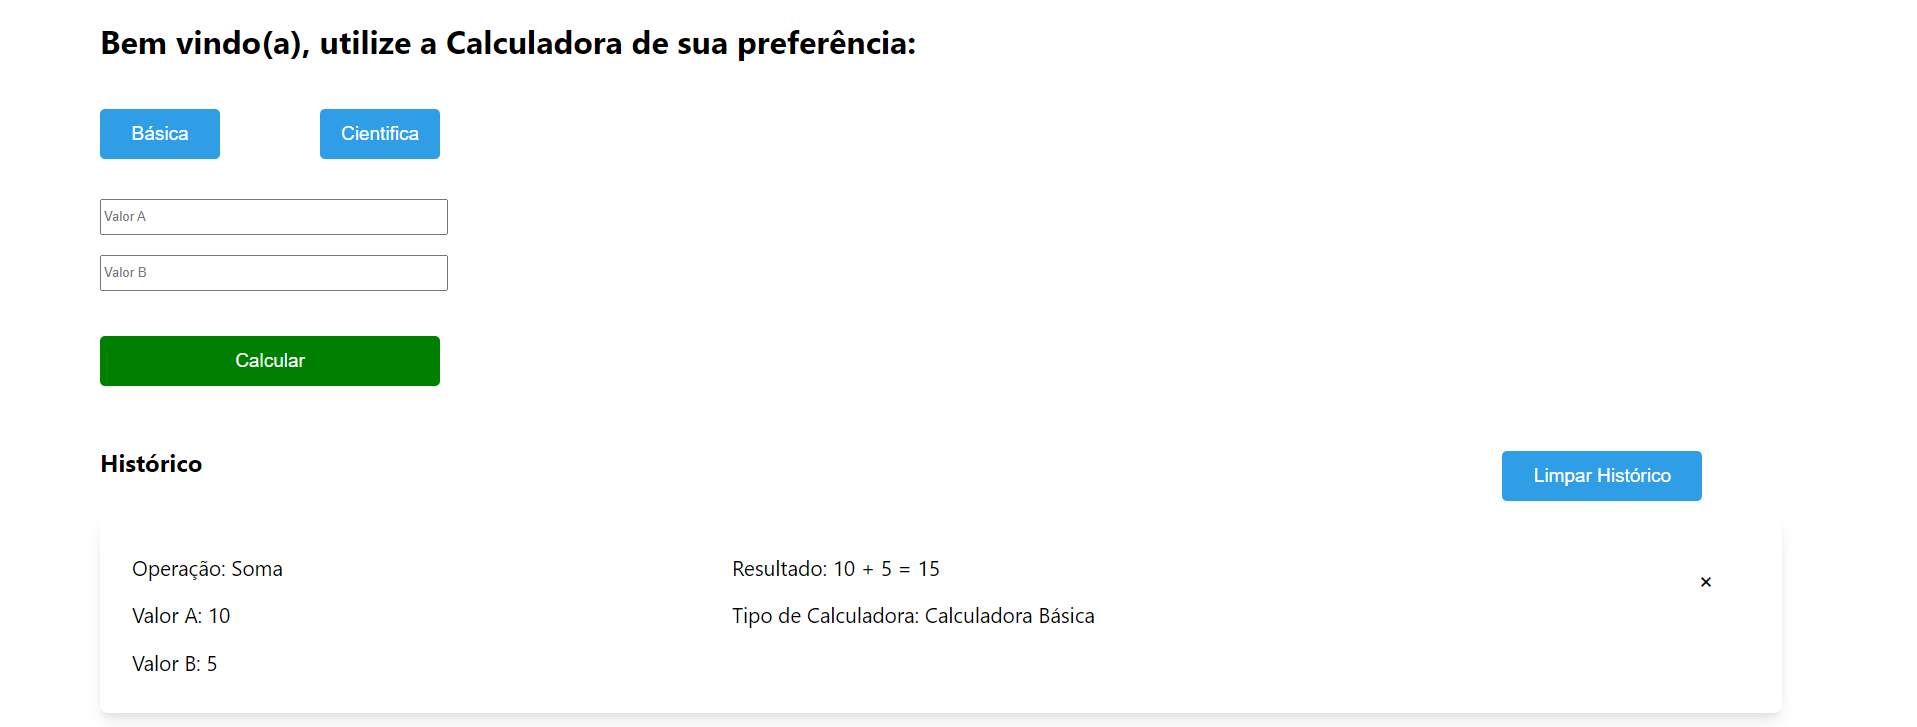 Bem vindo(a), utilize a Calculadora de sua preferência:
Básica
Cientifica
Valor A
Valor B
Calcular
Histórico
Limpar Histórico
Operação: Soma
Valor A: 10
Valor B: 5
Resultado: 10 + 5 = 15
Tipo de Calculadora: Calculadora Básica
×